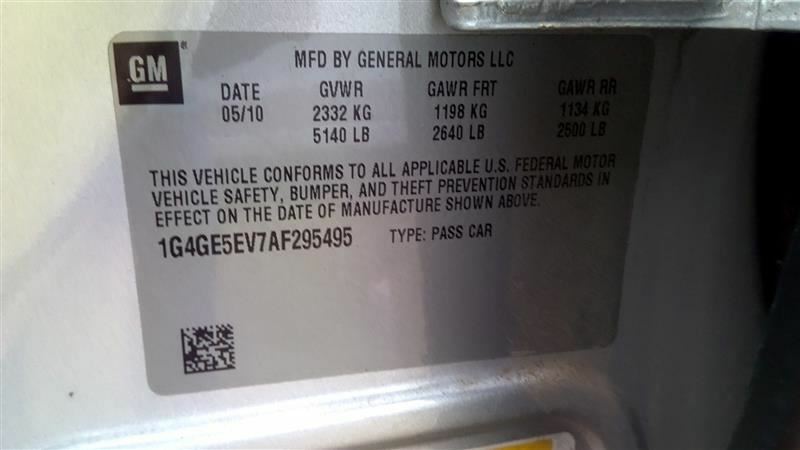 GM
MFD BY GENERAL MOTORS LLC
DATE GVWR GAWR FRT GAWR RR
05/10 2332 KG 1198 KG 1134 KG
5140 LB 2640 LB 2500 LB
THIS VEHICLE CONFORMS TO ALL APPLICABLE U.S. FEDERAL MOTOR
VEHICLE SAFETY, BUMPER, AND THEFT PREVENTION STANDARDS IN
EFFECT ON THE DATE OF MANUFACTURE SHOWN ABOVE.
1G4GE5EV7AF295495 TYPE: PASS CAR